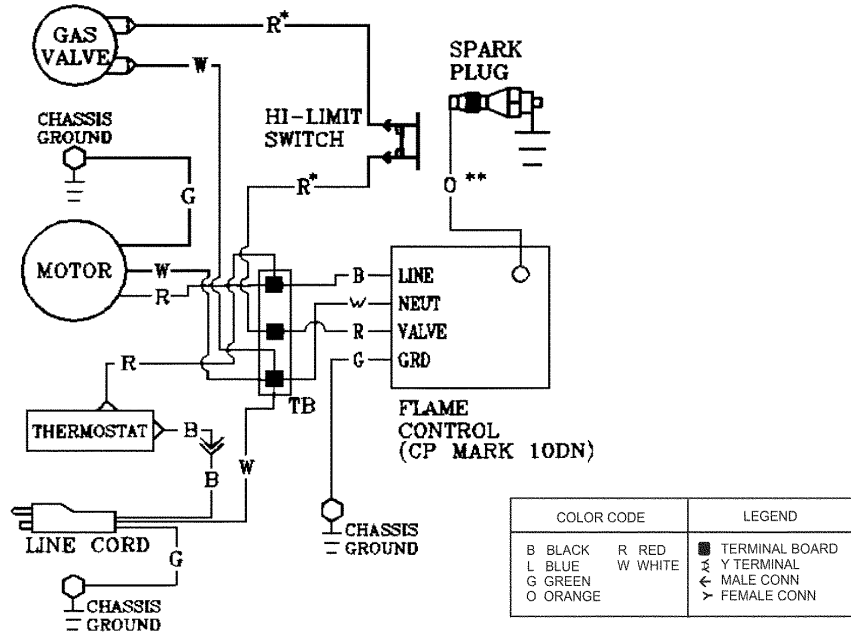 GAS
VALVE
R*
W
SPARK
PLUG
HI-LIMIT
SWITCH
CHASSIS
GROUND
G
R*
O **
MOTOR
W
R
B
LINE
W
NEUT
R
VALVE
G
GRD
R
TB
THERMOSTAT
B
B
W
FLAME
CONTROL
(CP MARK 10DN)
LINE CORD
G
CHASSIS
GROUND
CHASSIS
GROUND
COLOR CODE
B BLACK R RED
L BLUE W WHITE
G GREEN
O ORANGE
LEGEND
TERMINAL BOARD
Y TERMINAL
MALE CONN
FEMALE CONN